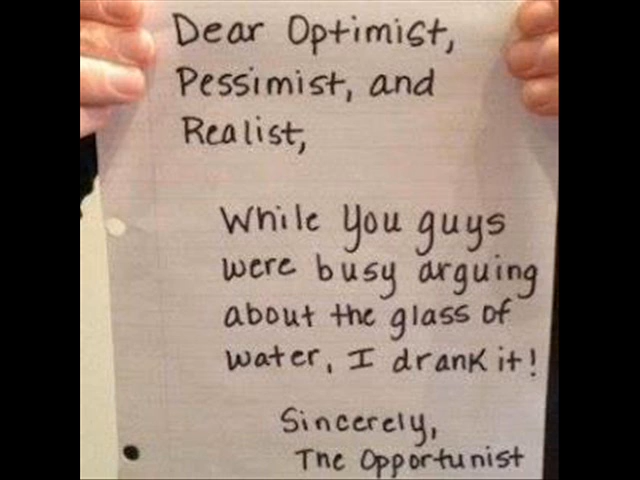 Dear Optimist,
Pessimist, and
Realist,
While you guys
were busy arguing
about the glass of
water, I drank it!
Sincerely,
The Opportunist